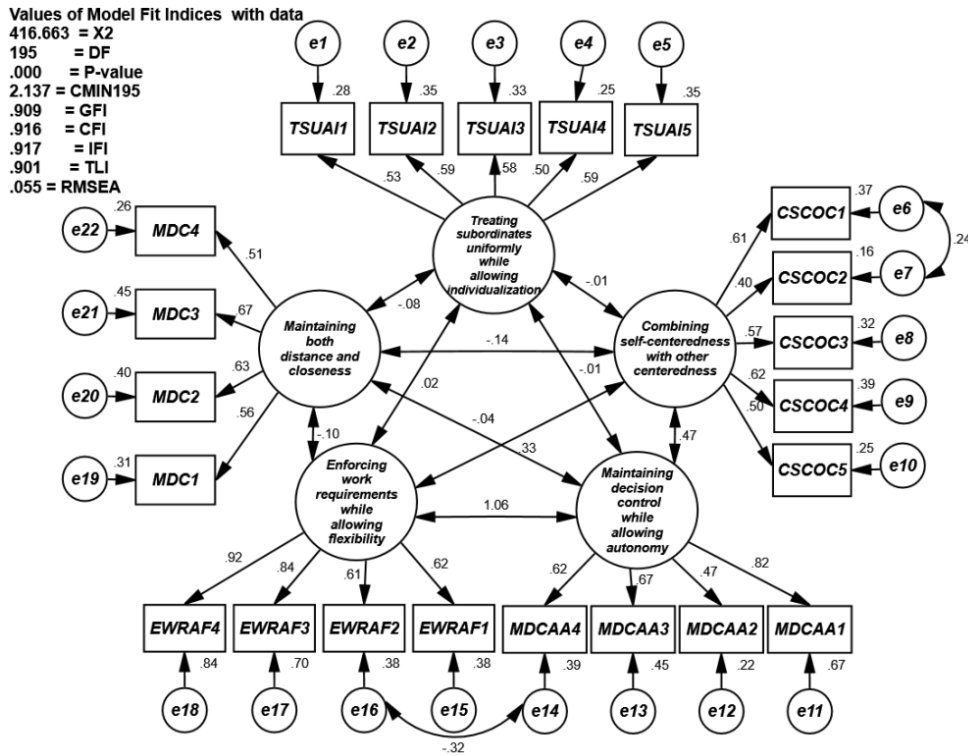 Values of Model Fit Indices with data
416.663 = X2
195 = DF
.000 = P-value
2.137 = CMIN195
.909 = GFI
.916 = CFI
.917 = IFI
.901 = TLI
.055 = RMSEA
e1
e2
e3
e4
e5
.28
.35
.33
.25
.35
TSUAI1
TSUAI2
TSUAI3
TSUAI4
TSUAI5
.53
.59
.58
.50
.59
Treating
subordinates
uniformly
while
allowing
individualization
e22
.26
MDC4
.51
e21
.45
MDC3
.67
e20
.40
MDC2
.63
e19
.31
MDC1
.56
Maintaining
both
distance and
closeness
CSCOC1
.37
e6
.61
.24
CSCOC2
.16
e7
.40
CSCOC3
.32
e8
.57
CSCOC4
.39
e9
.62
CSCOC5
.25
e10
.50
Combining
self-centeredness
with other
centeredness
-.08
-.01
-.14
.02
-.01
-.04
.33
-.10
.47
1.06
Enforcing
work
requirements
while
allowing
flexibility
Maintaining
decision
control
while
allowing
autonomy
.92
.84
.61
.62
.62
.67
.47
.82
EWRAF4
EWRAF3
EWRAF2
EWRAF1
MDCAA4
MDCAA3
MDCAA2
MDCAA1
.84
.70
.38
.38
.39
.45
.22
.67
e18
e17
e16
e15
e14
e13
e12
e11
-.32